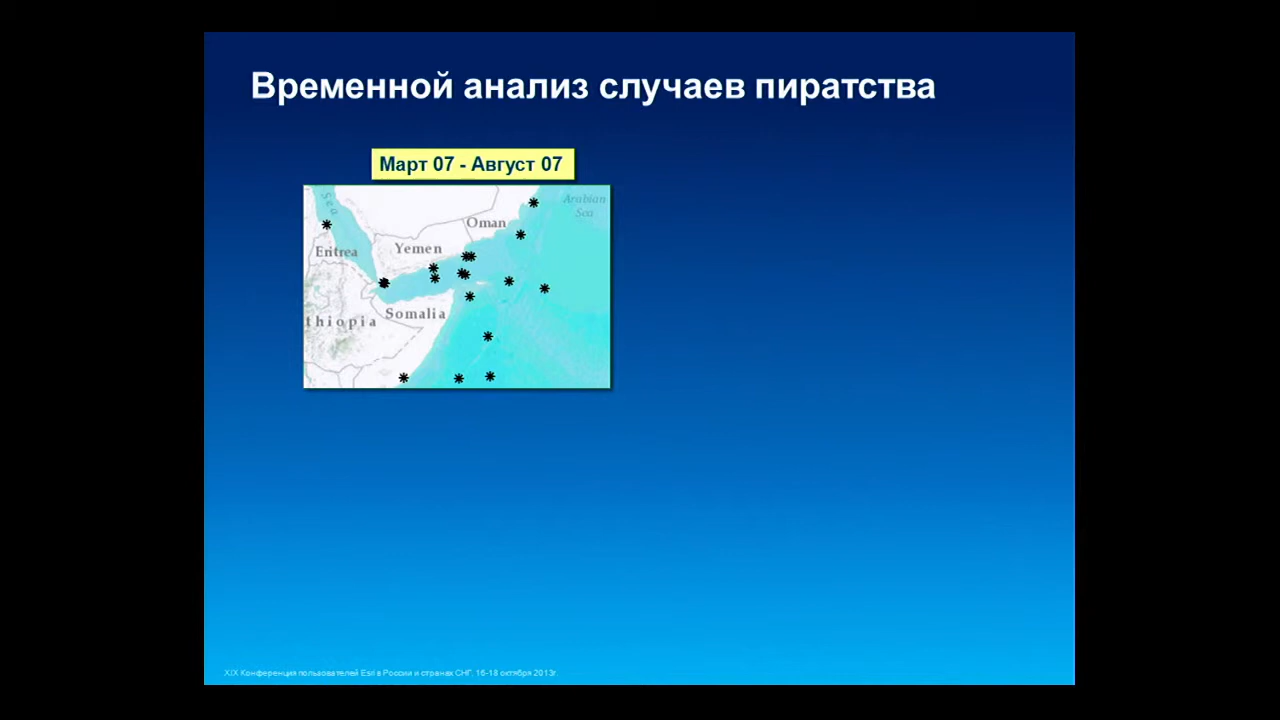 Временной анализ случаев пиратства
Март 07 - Август 07
Sea
Arabian
Sea
Oman
Yemen
Eritrea
Somalia
thiopia
XIX Конференция пользователей Esri в России и странах СНГ. 16-18 октября 2013г